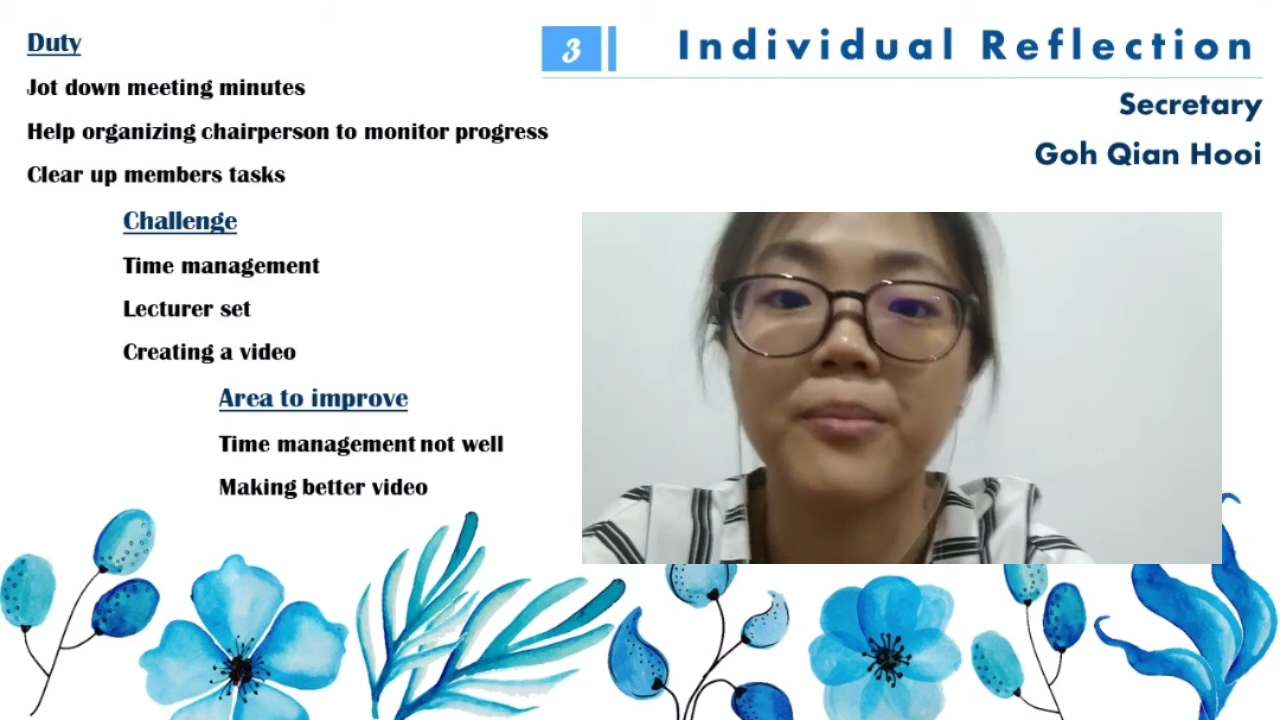 Duty
Jot down meeting minutes
Help organizing chairperson to monitor progress
Clear up members tasks
Challenge
Time management
Lecturer set
Creating a video
Area to improve
Time management not well
Making better video
3
Individual Reflection
Secretary
Goh Qian Hooi